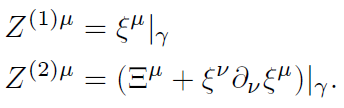 Z^{(1)μ} = ξ^μ|_γ
Z^{(2)μ} = (Ξ^μ + ξ^ν ∂_ν ξ^μ)|_γ.